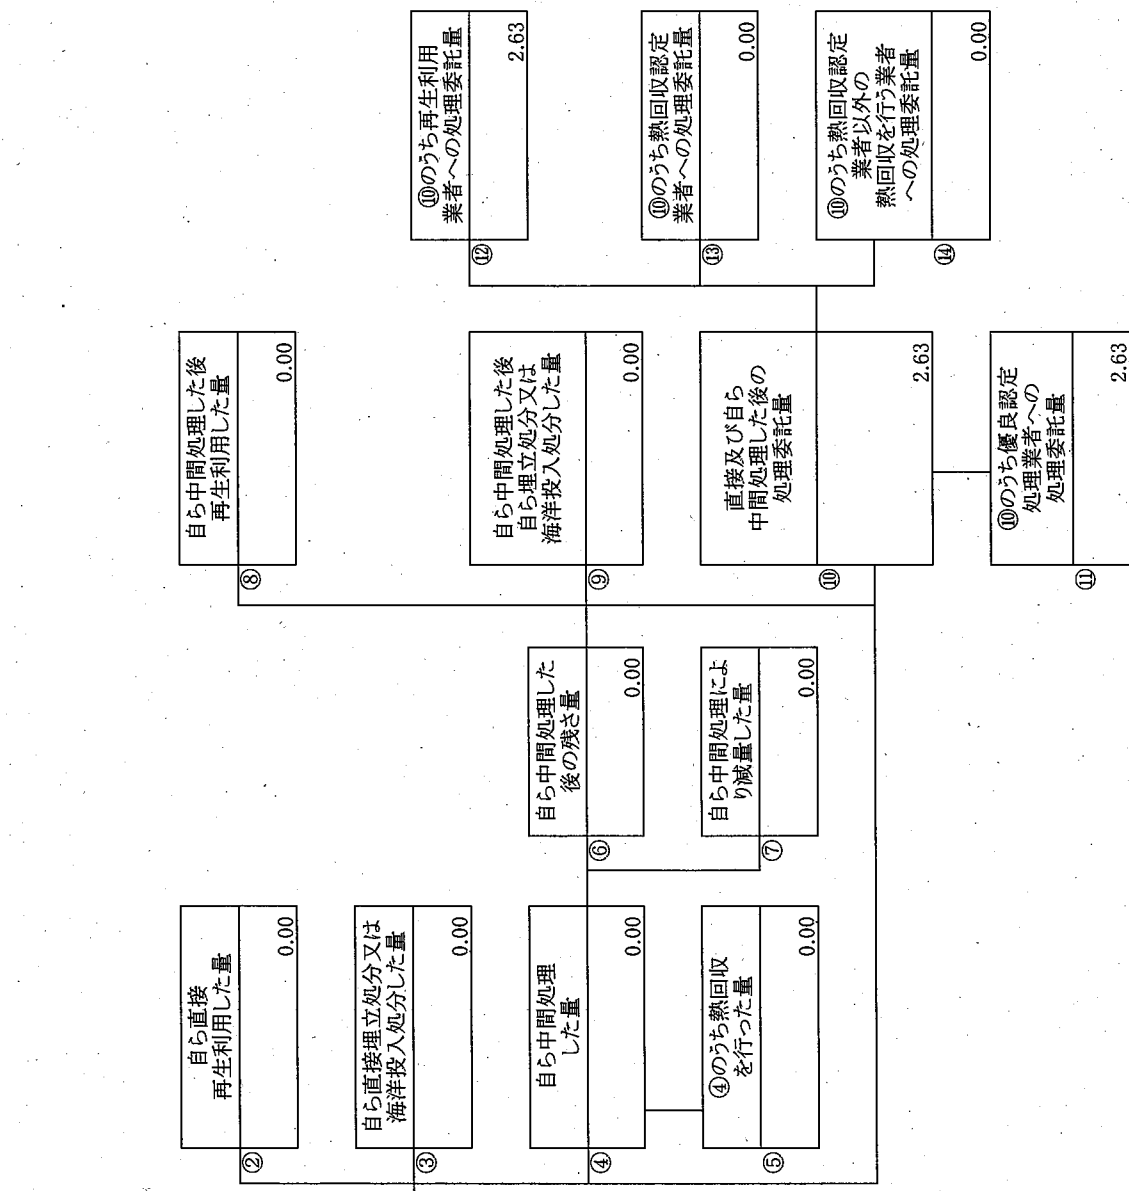 ②
自ら直接
再生利用した量
0.00
③
自ら直接埋立処分又は
海洋投入処分した量
0.00
④
自ら中間処理
した量
0.00
⑤
④のうち熱回収
を行った量
0.00
⑥
自ら中間処理した
後の残さ量
0.00
⑦
自ら中間処理によ
り減量した量
0.00
⑧
自ら中間処理した後
再生利用した量
0.00
⑨
自ら中間処理した後
自ら埋立処分又は
海洋投入処分した量
0.00
⑩
直接及び自ら
中間処理した後の
処理委託量
2.63
⑪
⑩のうち優良認定
処理業者への
処理委託量
2.63
⑫
⑩のうち再生利用
業者への処理委託量
2.63
⑬
⑩のうち熱回収認定
業者への処理委託量
0.00
⑭
⑩のうち熱回収認定
業者以外の
熱回収を行う業者
への処理委託量
0.00